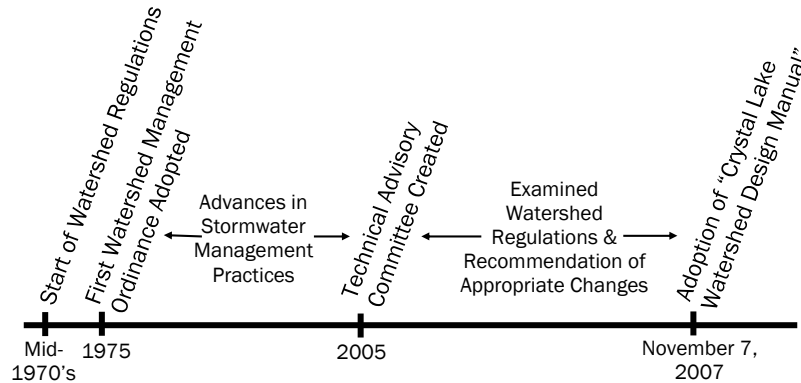 Start of Watershed Regulations
First Watershed Management
Ordinance Adopted
Advances in
Stormwater
Management
Practices
Technical Advisory
Committee Created
Examined
Watershed
Regulations &
Recommendation of
Appropriate Changes
Adoption of “Crystal Lake
Watershed Design Manual”
Mid-
1970's
1975
2005
November 7,
2007